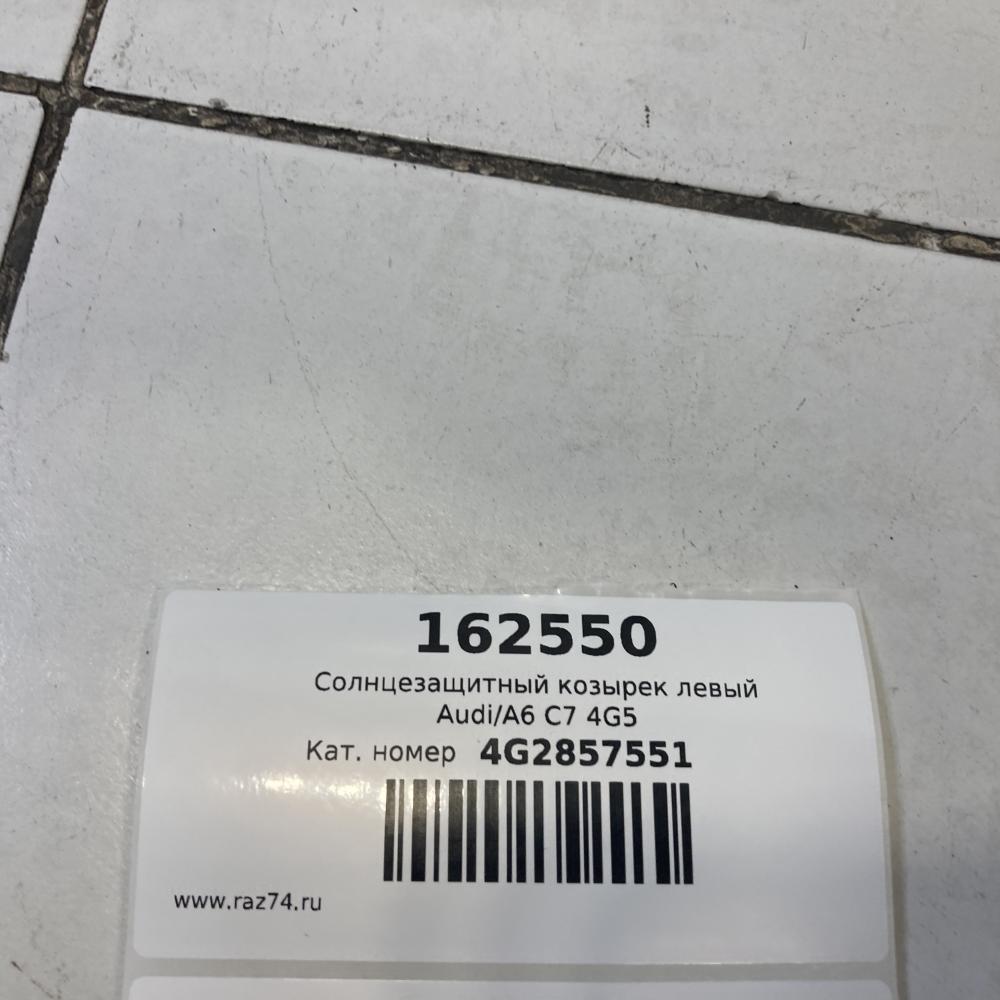 162550
Солнцезащитный козырек левый
Audi/A6 C7 4G5
Кат. номер 4G2857551
www.raz74.ru